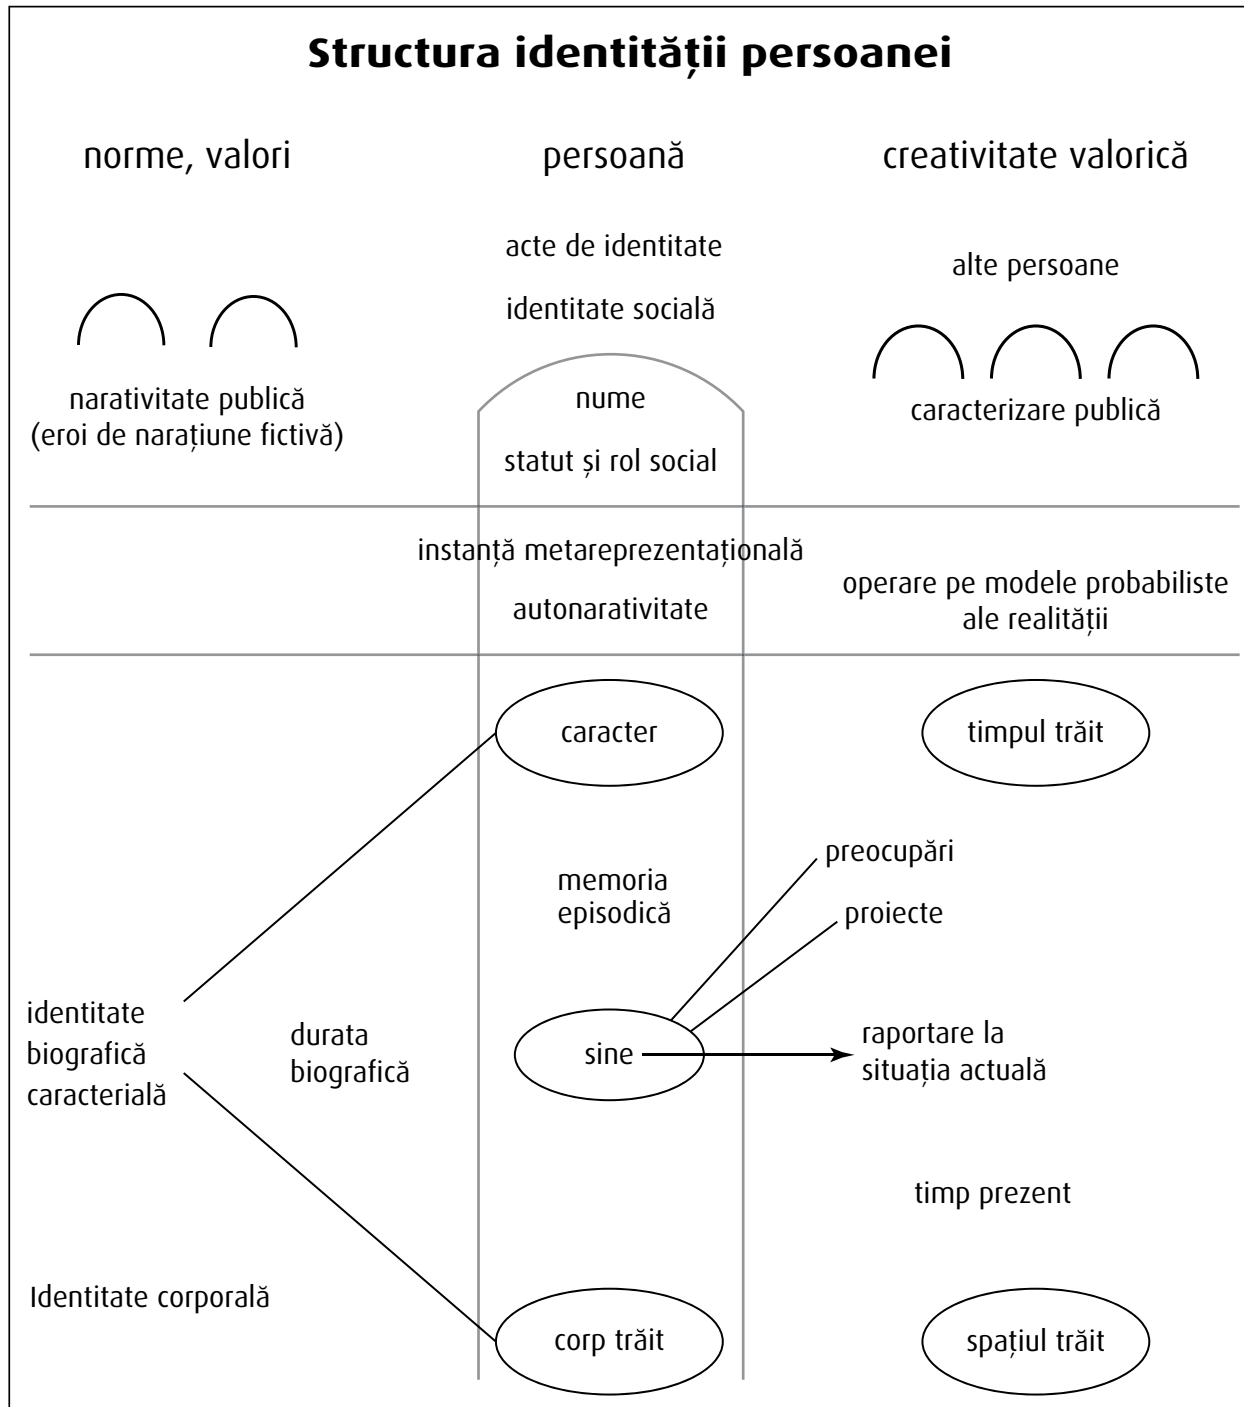 Structura identității persoanei
norme, valori
persoană
creativitate valorică
acte de identitate
alte persoane
identitate socială
narativitate publică
(eroi de narațiune fictivă)
nume
caracterizare publică
statut și rol social
instanță metareprezentațională
autonarativitate
operare pe modele probabiliste
ale realității
caracter
timpul trăit
preocupări
memoria
episodică
proiecte
identitate
biografică
caracterială
durata
biografică
sine
raportare la
situația actuală
timp prezent
Identitate corporală
corp trăit
spațiul trăit